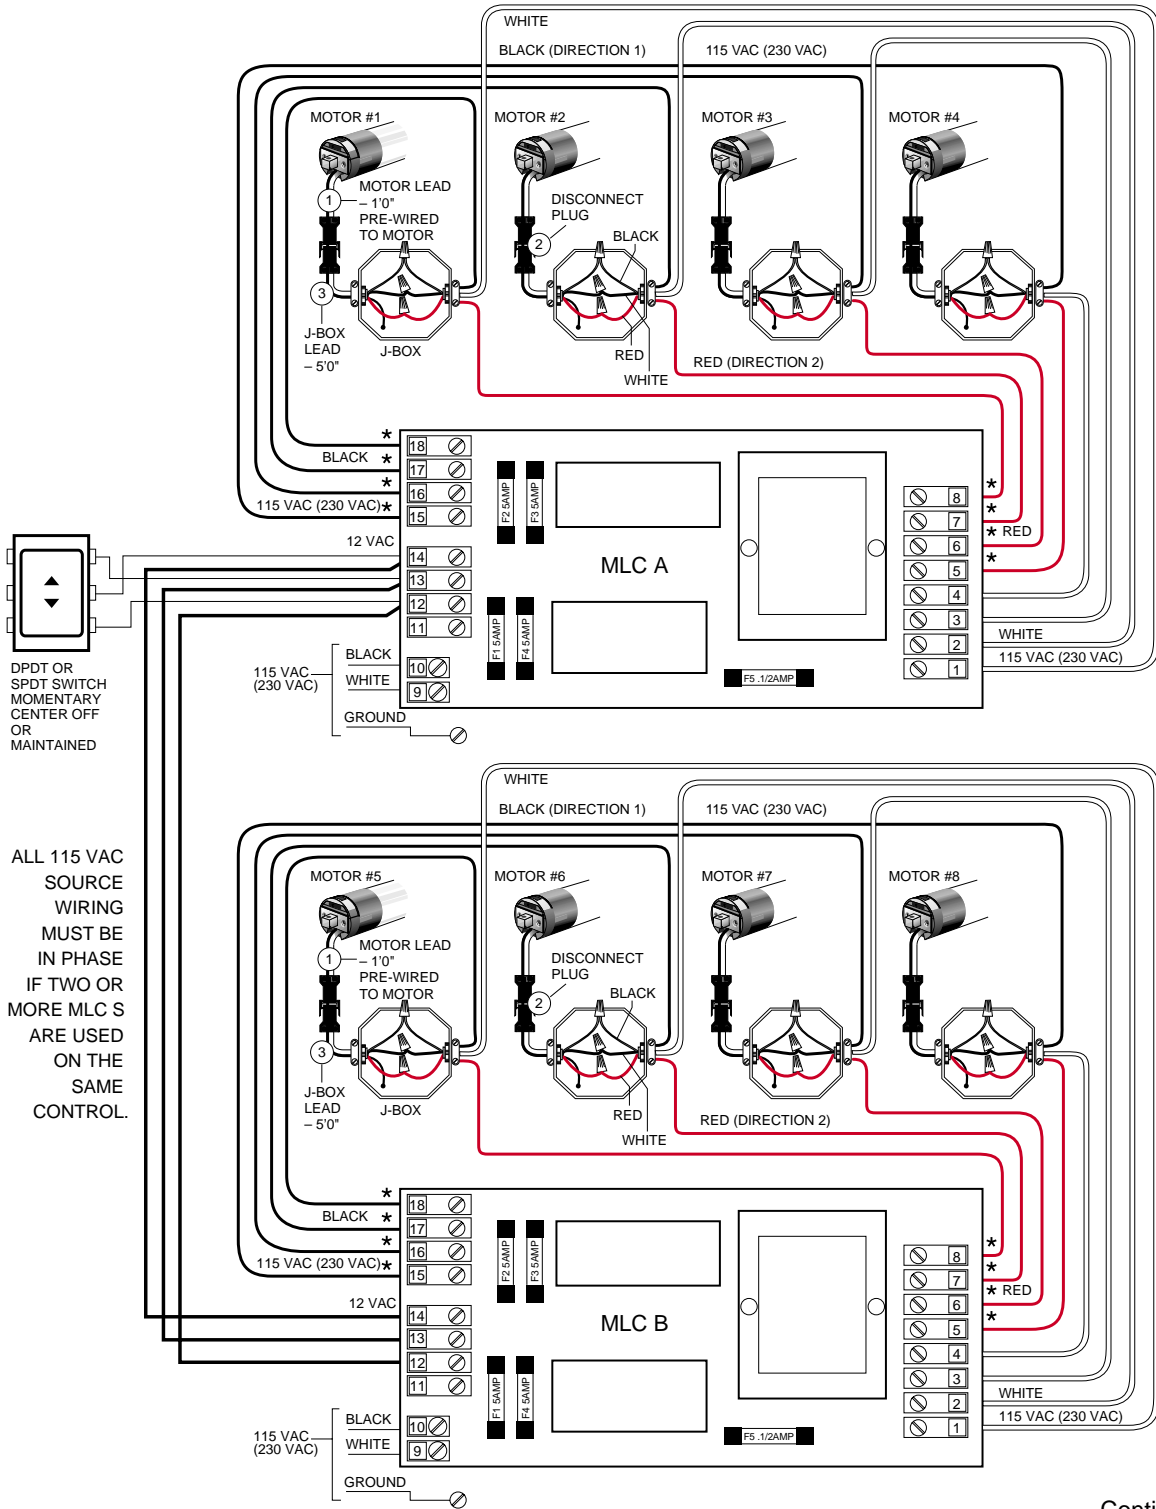 WHITE
BLACK (DIRECTION 1) 115 VAC (230 VAC)
MOTOR #1 MOTOR #2 MOTOR #3 MOTOR #4
1
MOTOR LEAD
– 1'0"
PRE-WIRED
TO MOTOR
DISCONNECT
PLUG
2
BLACK
3
J-BOX
LEAD
– 5'0"
J-BOX
RED
WHITE
RED (DIRECTION 2)
* 18
BLACK * 17
* 16
115 VAC (230 VAC) * 15
12 VAC
14
13
12
11
F2 5AMP
F3 5AMP
MLC A
F1 5AMP
F4 5AMP
F5 .1/2AMP
8 *
7 *
6 * RED
5 *
4
3
2 WHITE
1 115 VAC (230 VAC)
115 VAC
(230 VAC)
BLACK 10
WHITE 9
GROUND
DPDT OR
SPDT SWITCH
MOMENTARY
CENTER OFF
OR
MAINTAINED
ALL 115 VAC
SOURCE
WIRING
MUST BE
IN PHASE
IF TWO OR
MORE MLC S
ARE USED
ON THE
SAME
CONTROL.
WHITE
BLACK (DIRECTION 1) 115 VAC (230 VAC)
MOTOR #5 MOTOR #6 MOTOR #7 MOTOR #8
1
MOTOR LEAD
– 1'0"
PRE-WIRED
TO MOTOR
DISCONNECT
PLUG
2
BLACK
3
J-BOX
LEAD
– 5'0"
J-BOX
RED
WHITE
RED (DIRECTION 2)
* 18
BLACK * 17
* 16
115 VAC (230 VAC) * 15
12 VAC
14
13
12
11
F2 5AMP
F3 5AMP
MLC B
F1 5AMP
F4 5AMP
F5 .1/2AMP
8 *
7 *
6 * RED
5 *
4
3
2 WHITE
1 115 VAC (230 VAC)
115 VAC
(230 VAC)
BLACK 10
WHITE 9
GROUND